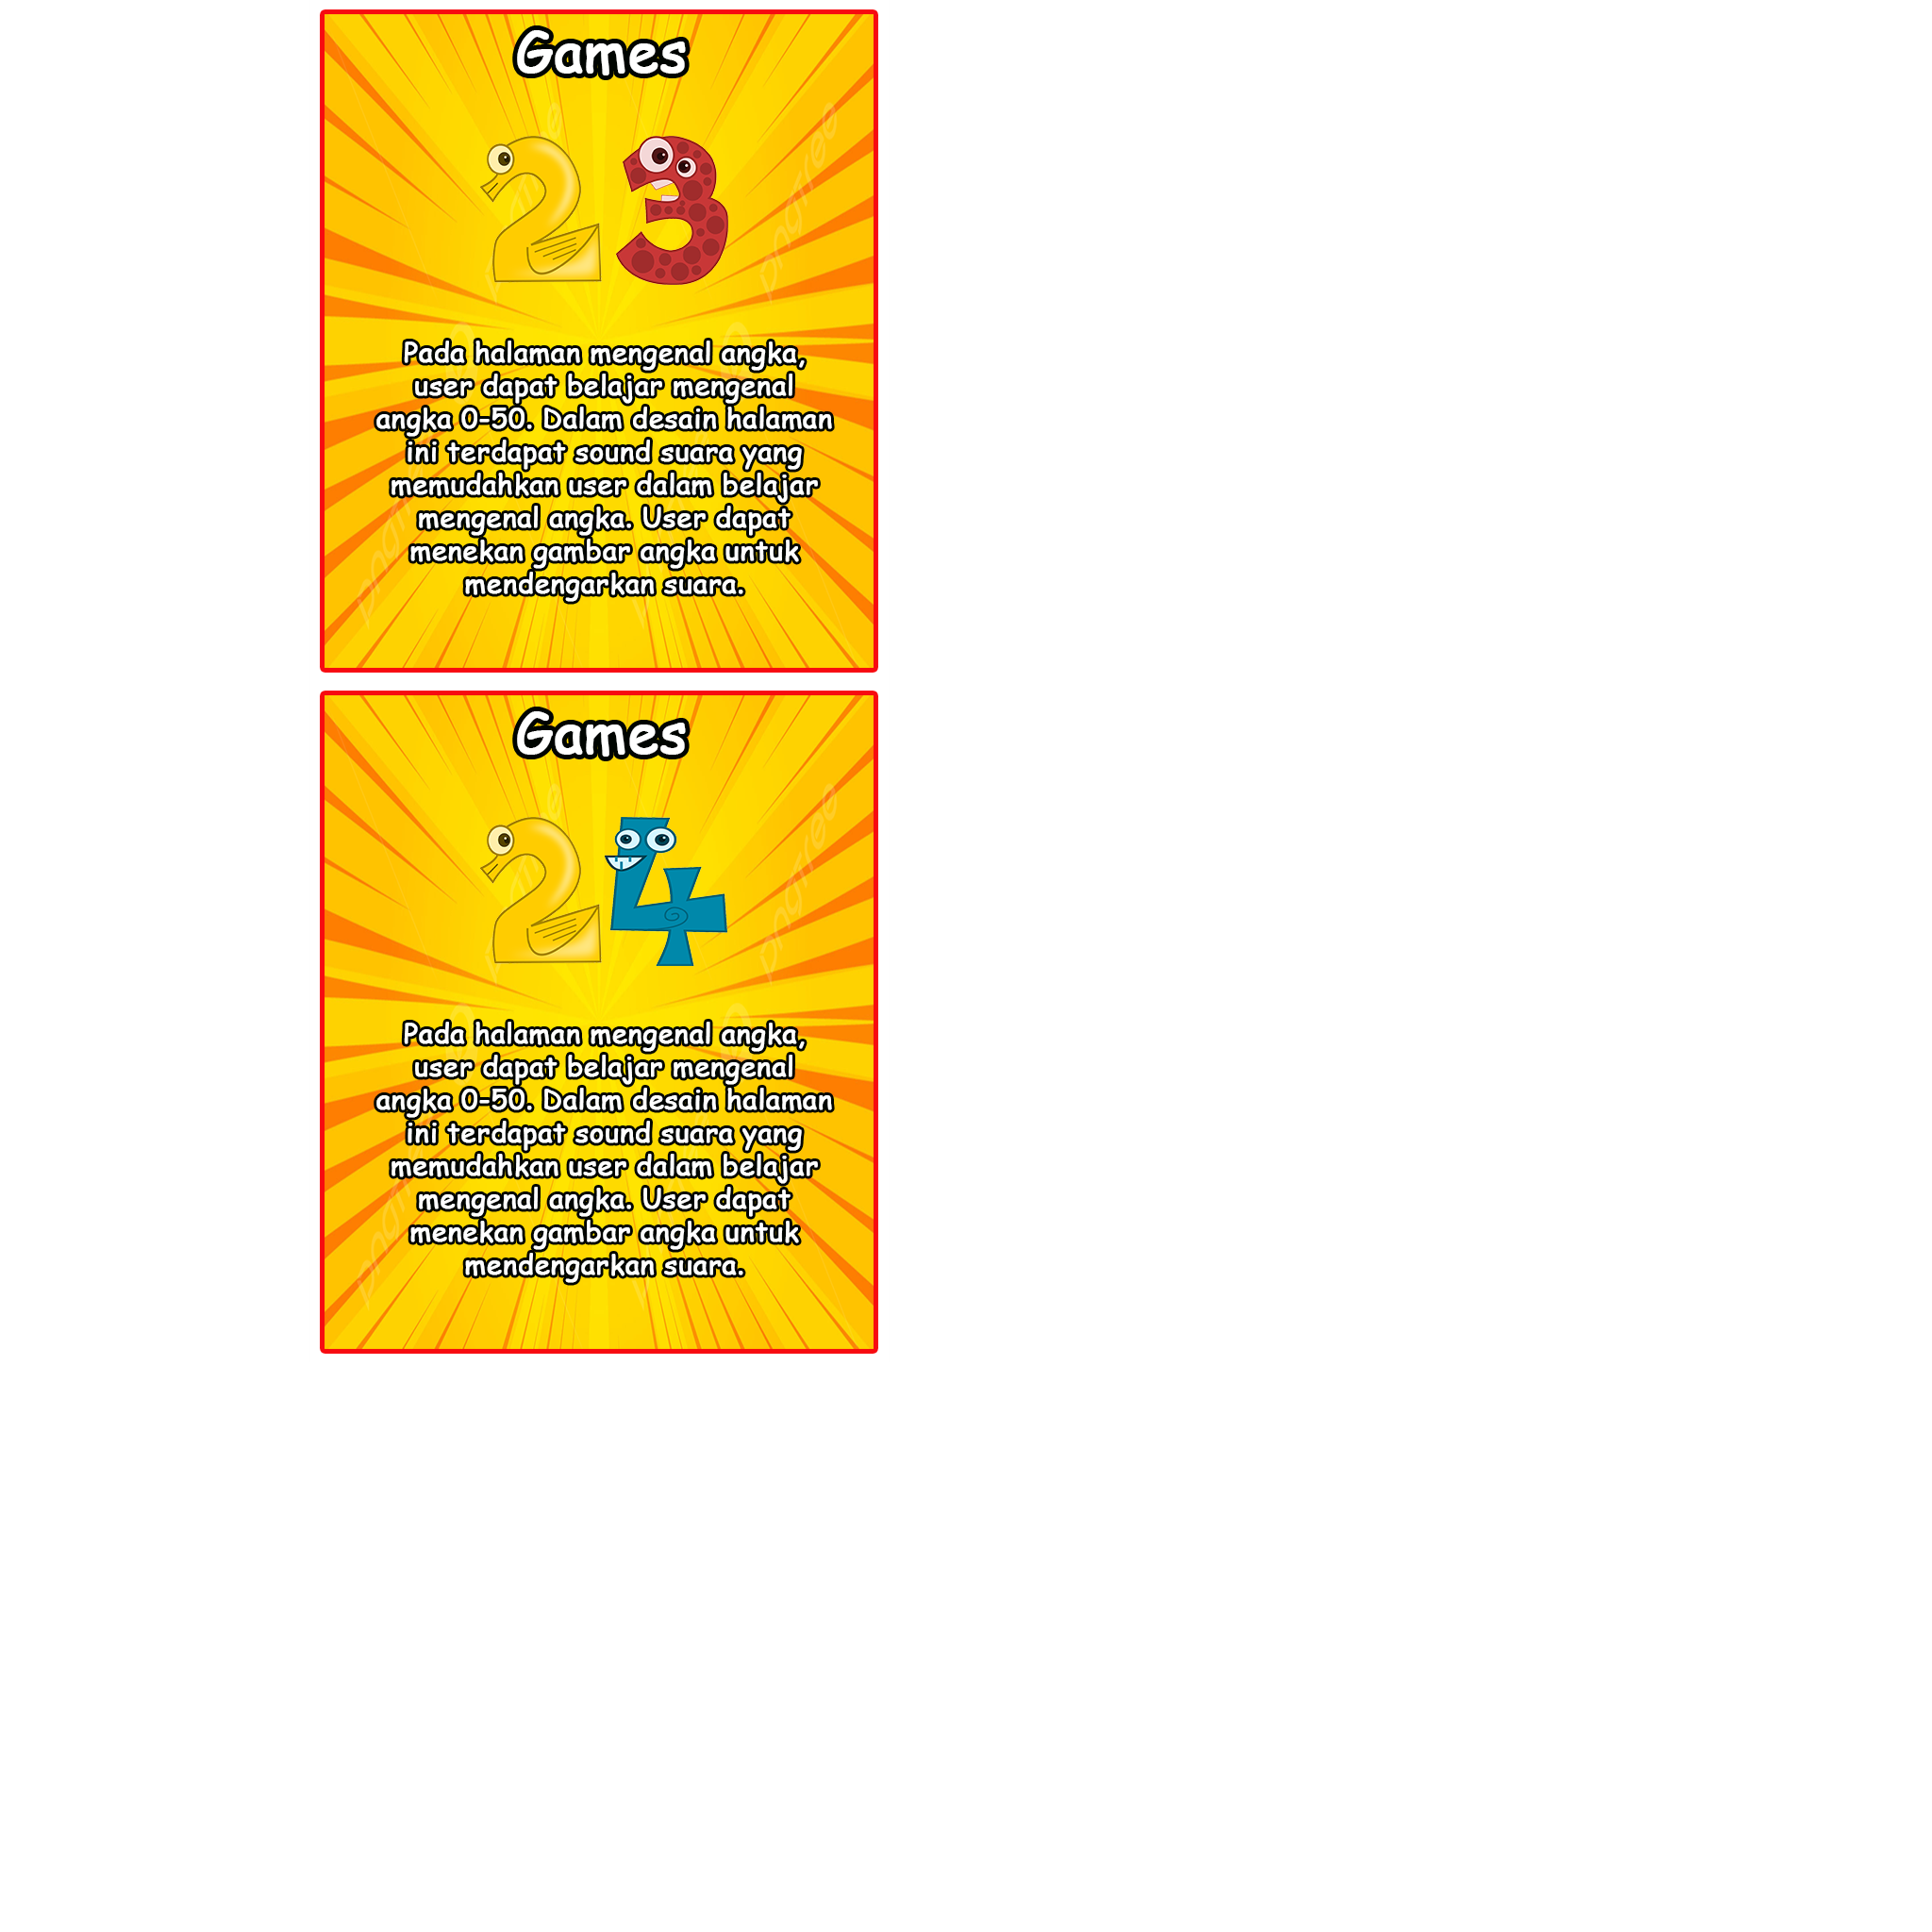 Games
23
Pada halaman mengenal angka,
user dapat belajar mengenal
angka 0-50. Dalam desain halaman
ini terdapat sound suara yang
memudahkan user dalam belajar
mengenal angka. User dapat
menekan gambar angka untuk
mendengarkan suara.
Games
24
Pada halaman mengenal angka,
user dapat belajar mengenal
angka 0-50. Dalam desain halaman
ini terdapat sound suara yang
memudahkan user dalam belajar
mengenal angka. User dapat
menekan gambar angka untuk
mendengarkan suara.